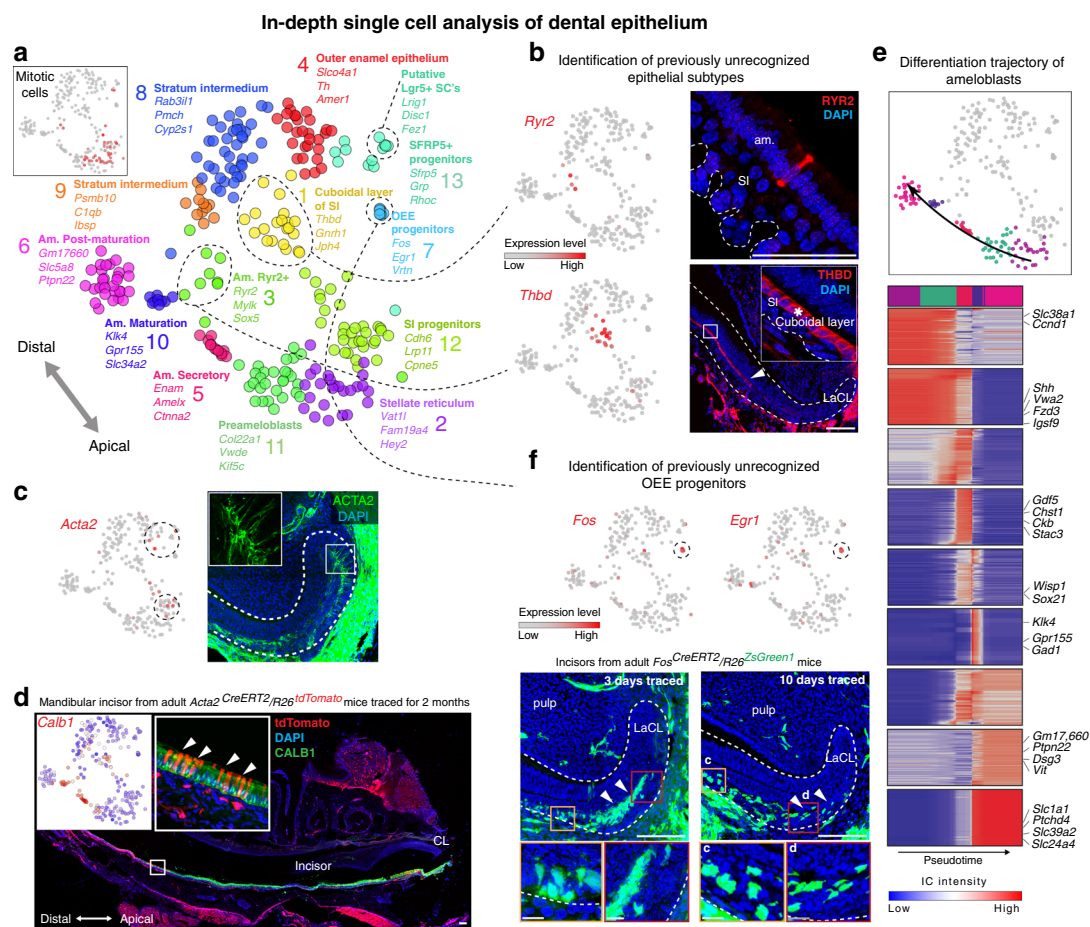 In-depth single cell analysis of dental epithelium
a
Mitotic
cells
8
Stratum intermedium
Rab3il1
Pmch
Cyp2s1
4
Outer enamel epithelium
Slco4a1
Th
Amer1
Putative
Lgr5+ SC's
Lrig1
Disc1
Fez1
SFRP5+
progenitors
Sfrp5
Grp
Rhoc
13
9
Stratum intermedium
Psmb10
C1qb
Ibsp
1
Cuboidal layer
of SI
Thbd
Gnrh1
Jph4
OEE
progenitors
Fos
Egr1
Vrtn
7
6
Am. Post-maturation
Gm17660
Slc5a8
Ptpn22
Am. Ryr2+
Ryr2
Mylk
Sox5
3
Am. Maturation
Klk4
Gpr155
Slc34a2
10
SI progenitors
Cdh6
Lrp11
Cpne5
12
Distal
Apical
Am. Secretory
Enam
Amelx
Ctnna2
5
Preameloblasts
Col22a1
Vwde
Kif5c
11
Stellate reticulum
Vat1l
Fam19a4
Hey2
2
b
Identification of previously unrecognized
epithelial subtypes
Ryr2
Expression level
Low High
Thbd
RYR2
DAPI
am.
SI
THBD
DAPI
SI
*
Cuboidal layer
LaCL
c
Acta2
ACTA2
DAPI
d
Mandibular incisor from adult Acta2 CreERT2/R26 tdTomato mice traced for 2 months
Calb1
tdTomato
DAPI
CALB1
CL
Incisor
Distal Apical
e
Differentiation trajectory of
ameloblasts
Slc38a1
Ccnd1
Shh
Vwa2
Fzd3
Igsf9
Gdf5
Chst1
Ckb
Stac3
Wisp1
Sox21
Klk4
Gpr155
Gad1
Gm17,660
Ptpn22
Dsg3
Vit
Slc1a1
Ptchd4
Slc39a2
Slc24a4
Pseudotime
IC intensity
Low High
f
Identification of previously unrecognized
OEE progenitors
Fos
Egr1
Expression level
Low High
Incisors from adult Fos CreERT2/R26 ZsGreen1 mice
3 days traced
pulp
LaCL
10 days traced
pulp
LaCL
c
d
c
d